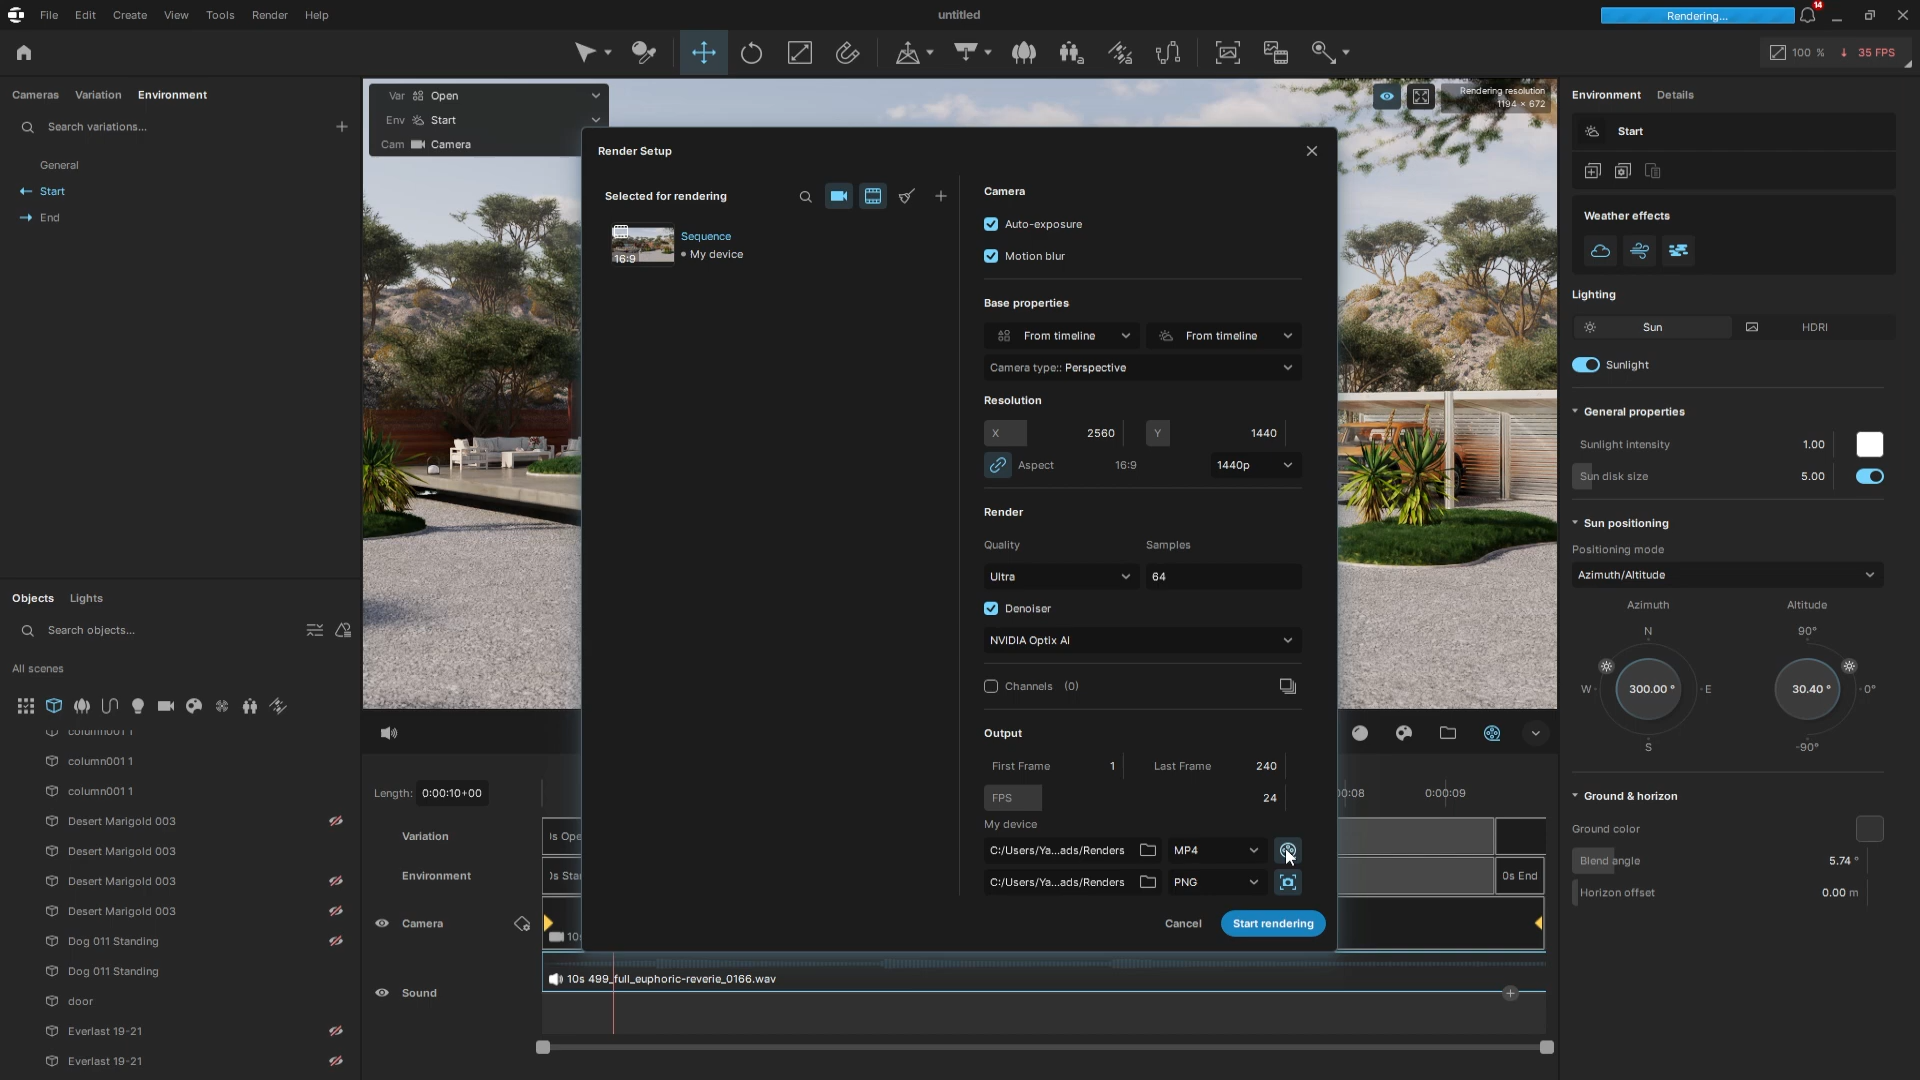 File Edit Create View Tools Render Help
untitled
Rendering...
14
100 %
35 FPS
Cameras Variation Environment
Search variations...
General
Start
End
Var Open
Env Start
Cam Camera
Rendering resolution
1194 × 672
Render Setup
Selected for rendering
Sequence
My device
16:9
Camera
Auto-exposure
Motion blur
Base properties
From timeline From timeline
Camera type:: Perspective
Resolution
X 2560 Y 1440
Aspect 16:9 1440p
Render
Quality Samples
Ultra 64
Denoiser
NVIDIA Optix AI
Channels (0)
Output
First Frame 1 Last Frame 240
FPS 24
My device
C:/Users/Ya...ads/Renders MP4
C:/Users/Ya...ads/Renders PNG
Cancel Start rendering
Environment Details
Start
Weather effects
Lighting
Sun HDRI
Sunlight
General properties
Sunlight intensity 1.00
Sun disk size 5.00
Sun positioning
Positioning mode
Azimuth/Altitude
Azimuth Altitude
N 90°
W 300.00 ° E 30.40 ° 0°
S -90°
Ground & horizon
Ground color
Blend angle 5.74 °
Horizon offset 0.00 m
Objects Lights
Search objects...
All scenes
column001 1
column001 1
column001 1
Desert Marigold 003
Desert Marigold 003
Desert Marigold 003
Desert Marigold 003
Dog 011 Standing
Dog 011 Standing
door
Everlast 19-21
Everlast 19-21
Length: 0:00:10+00
0:00:09
Variation
Environment
0s End
Camera
Sound
10s 499_full_euphoric-reverie_0166.wav